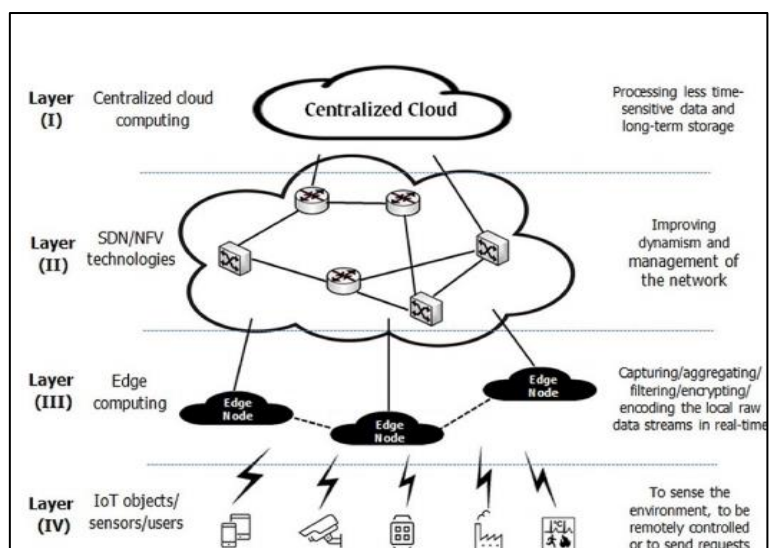 Layer
(I)
Centralized cloud
computing
Centralized Cloud
Processing less time-
sensitive data and
long-term storage
Layer
(II)
SDN/NFV
technologies
Improving
dynamism and
management of
the network
Layer
(III)
Edge
computing
Edge
Node
Edge
Node
Edge
Node
Capturing/aggregating/
filtering/encrypting/
encoding the local raw
data streams in real-time
Layer
(IV)
IoT objects/
sensors/users
To sense the
environment, to be
remotely controlled
or to send requests